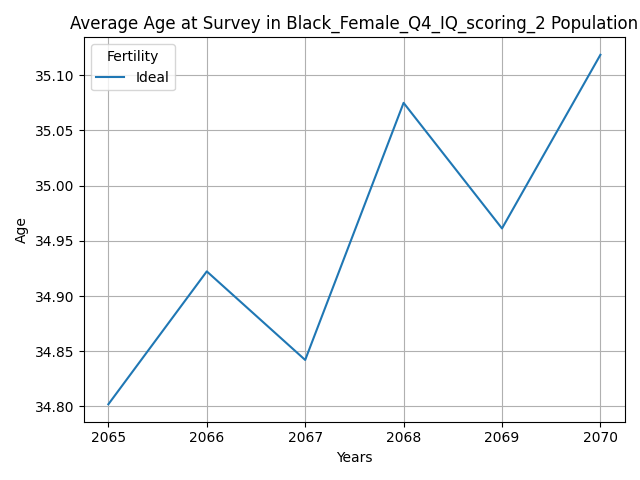 Average Age at Survey in Black_Female_Q4_IQ_scoring_2 Population
Fertility
Ideal
35.10
35.05
35.00
34.95
34.90
34.85
34.80
Age
2065 2066 2067 2068 2069 2070
Years